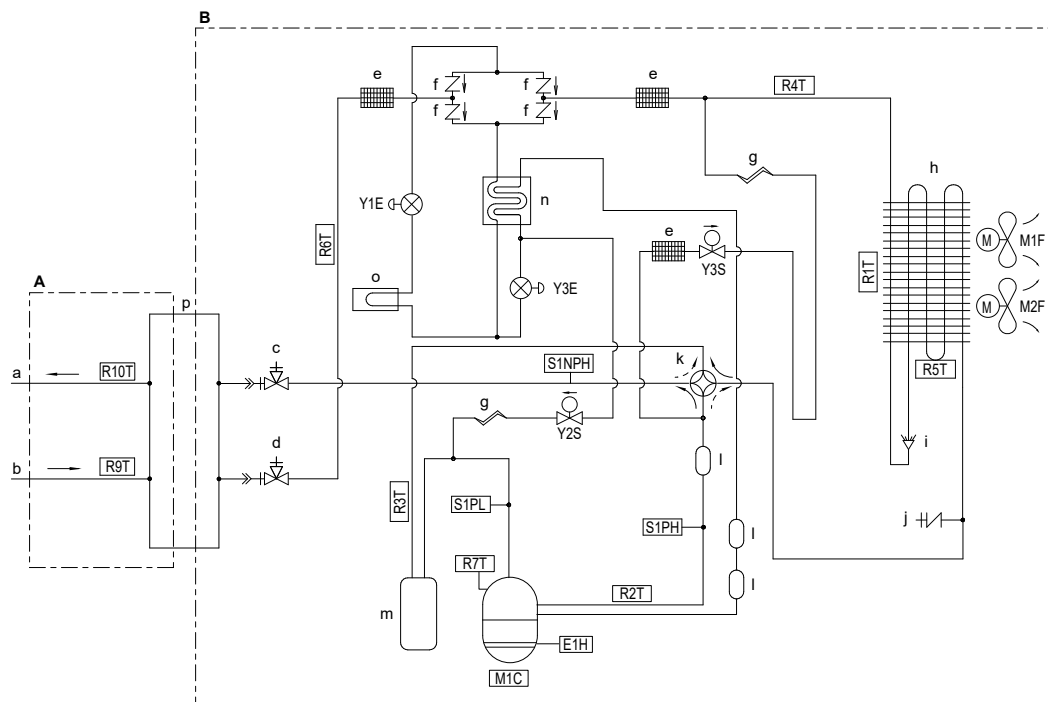 B
e
f
f
e
R4T
f
f
g
h
Y1E
n
M
M1F
R6T
e
Y3S
R1T
A
o
Y3E
M
M2F
p
c
k
S1NPH
R5T
a
R10T
g
Y2S
i
b
R9T
d
l
R3T
S1PL
S1PH
j
l
R7T
R2T
l
m
E1H
M1C